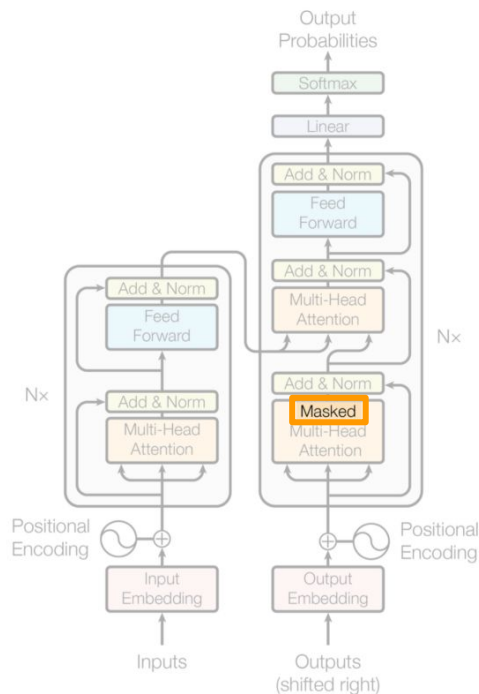 Output
Probabilities
Softmax
Linear
Add & Norm
Feed
Forward
Add & Norm
Multi-Head
Attention
Add & Norm
Masked
Multi-Head
Attention
N×
Positional
Encoding
Output
Embedding
Outputs
(shifted right)
Add & Norm
Feed
Forward
Add & Norm
Multi-Head
Attention
N×
Positional
Encoding
Input
Embedding
Inputs